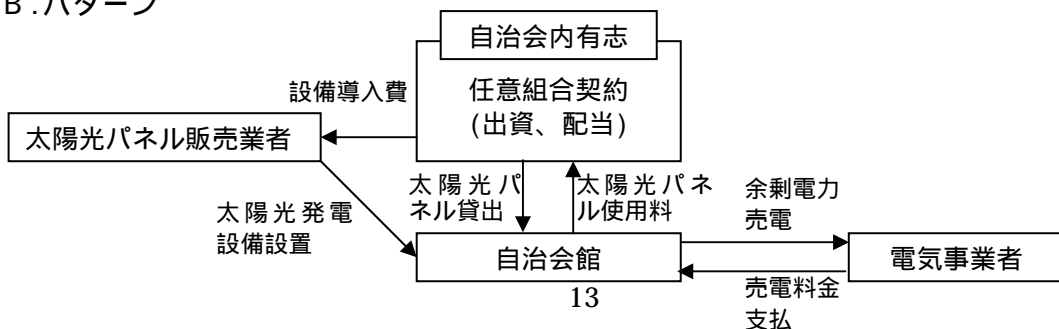 B.パターン
自治会内有志
設備導入費
任意組合契約
(出資、配当)
太陽光パネル販売業者
太陽光パ
ネル貸出
太陽光パネ
ル使用料
余剰電力
売電
太陽光発電
設備設置
自治会館
電気事業者
13
売電料金
支払